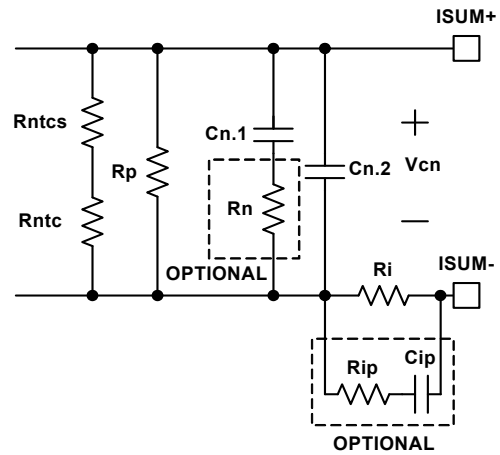 ISUM+
Rntcs
Cn.1
+
Rp
Cn.2
Vcn
Rntc
Rn
−
OPTIONAL
Ri
ISUM-
Rip
Cip
OPTIONAL